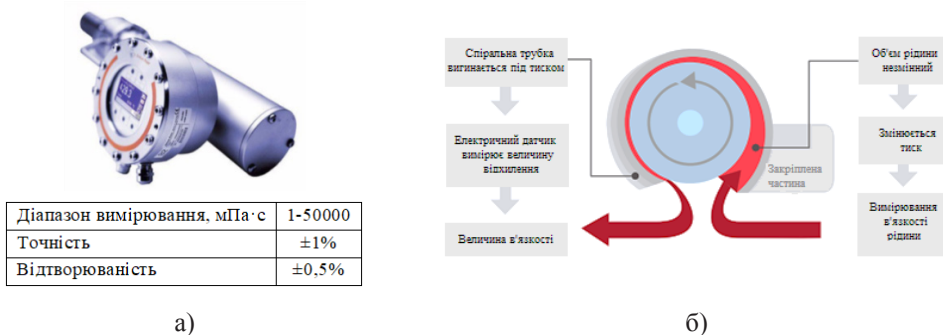 Діапазон вимірювання, мПа·с 1-50000
Точність ±1%
Відтворюваність ±0,5%
а)
Спіральна трубка
вигинається під тиском
Електричний датчик
вимірює величину
відхилення
Величина в'язкості
Об'єм рідини
незмінний
Змінюється
тиск
Вимірювання
в'язкості
рідини
Закріплена
частина
б)